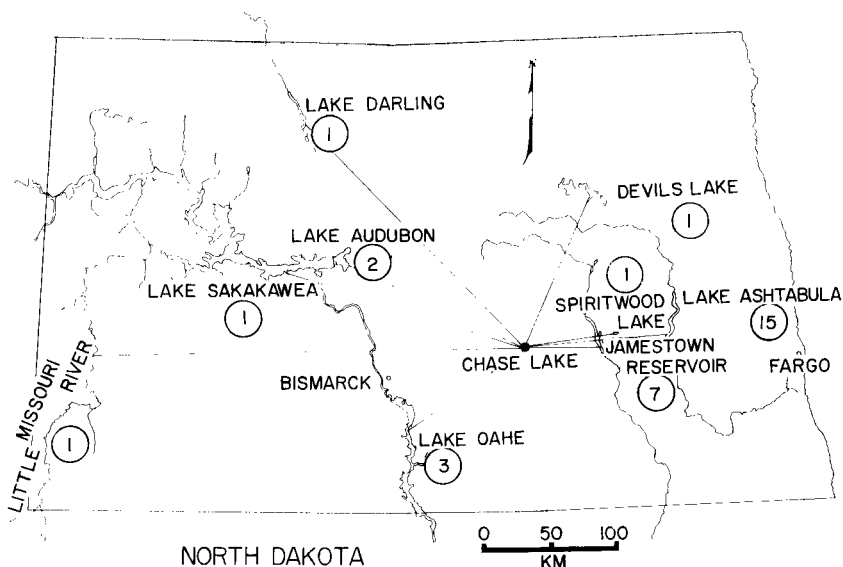 LAKE DARLING
1
DEVILS LAKE
1
LAKE AUDUBON
2
LAKE SAKAKAWEA
1
1
SPIRITWOOD
LAKE
LAKE ASHTABULA
15
CHASE LAKE
JAMESTOWN
RESERVOIR
7
FARGO
BISMARCK
LITTLE MISSOURI
RIVER
1
LAKE OAHE
3
NORTH DAKOTA
0 50 100
KM